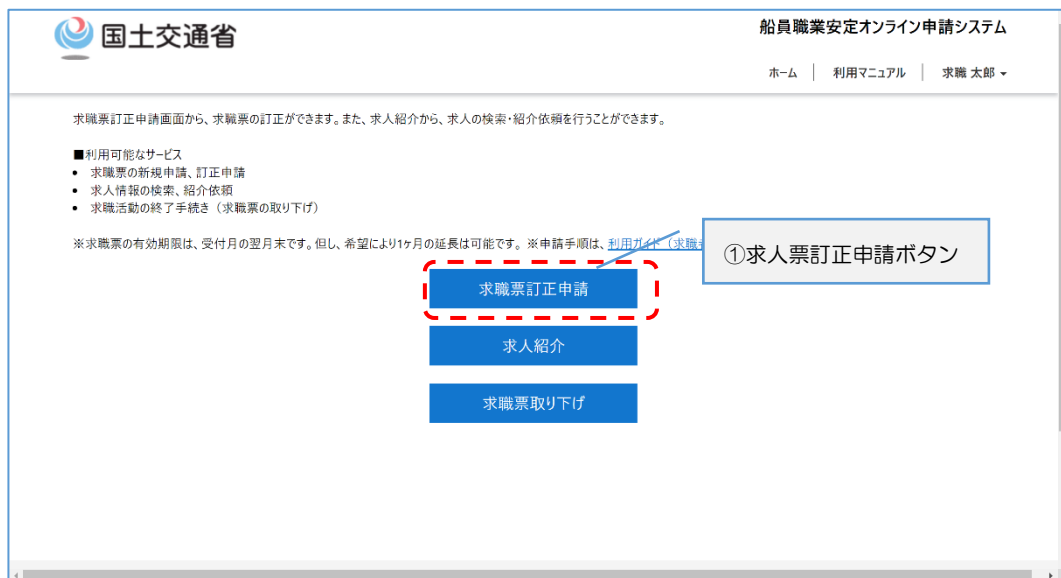 国土交通省
船員職業安定オンライン申請システム
ホーム 利用マニュアル 求職 太郎
求職票訂正申請画面から、求職票の訂正ができます。また、求人紹介から、求人の検索・紹介依頼を行うことができます。
■利用可能なサービス
• 求職票の新規申請、訂正申請
• 求人情報の検索、紹介依頼
• 求職活動の終了手続き（求職票の取り下げ）
※求職票の有効期限は、受付月の翌月末です。但し、希望により1ヶ月の延長は可能です。 ※申請手順は、利用ガイド（求職
①求人票訂正申請ボタン
求職票訂正申請
求人紹介
求職票取り下げ